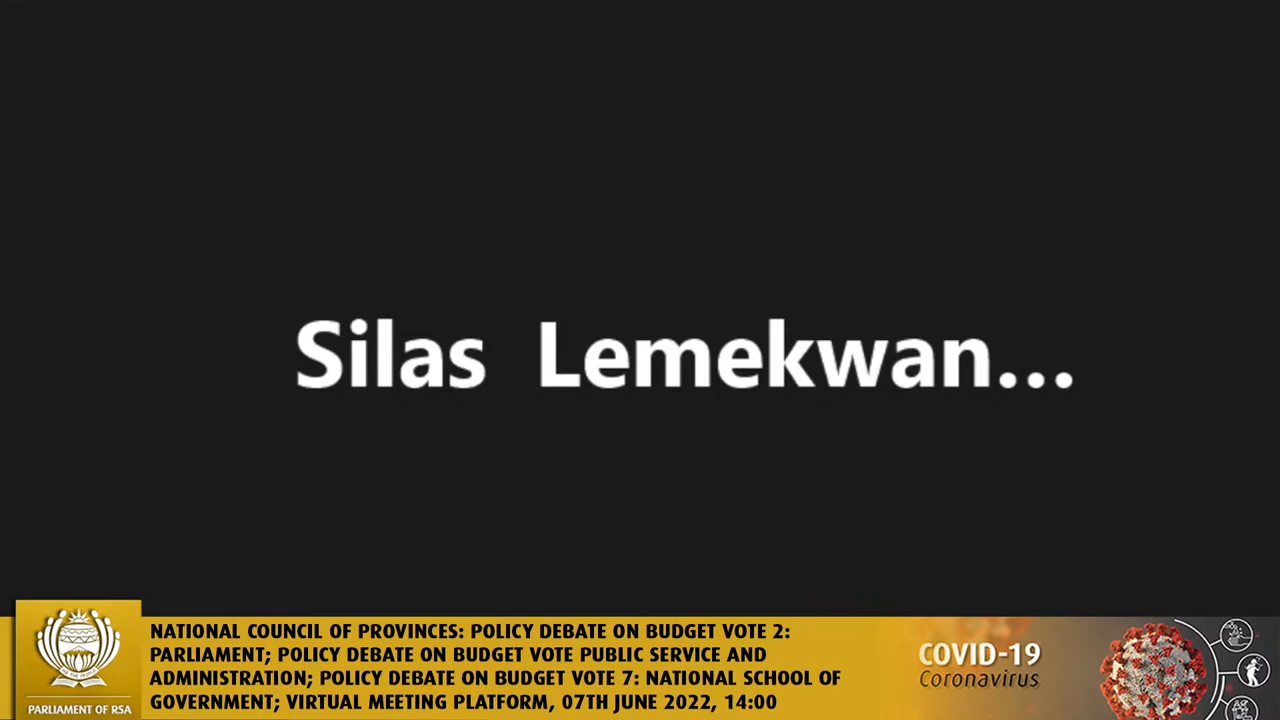 Silas Lemekwan...
NATIONAL COUNCIL OF PROVINCES: POLICY DEBATE ON BUDGET VOTE 2:
PARLIAMENT; POLICY DEBATE ON BUDGET VOTE PUBLIC SERVICE AND
ADMINISTRATION; POLICY DEBATE ON BUDGET VOTE 7: NATIONAL SCHOOL OF
GOVERNMENT; VIRTUAL MEETING PLATFORM, 07TH JUNE 2022, 14:00
PARLIAMENT OF RSA
COVID-19
Coronavirus